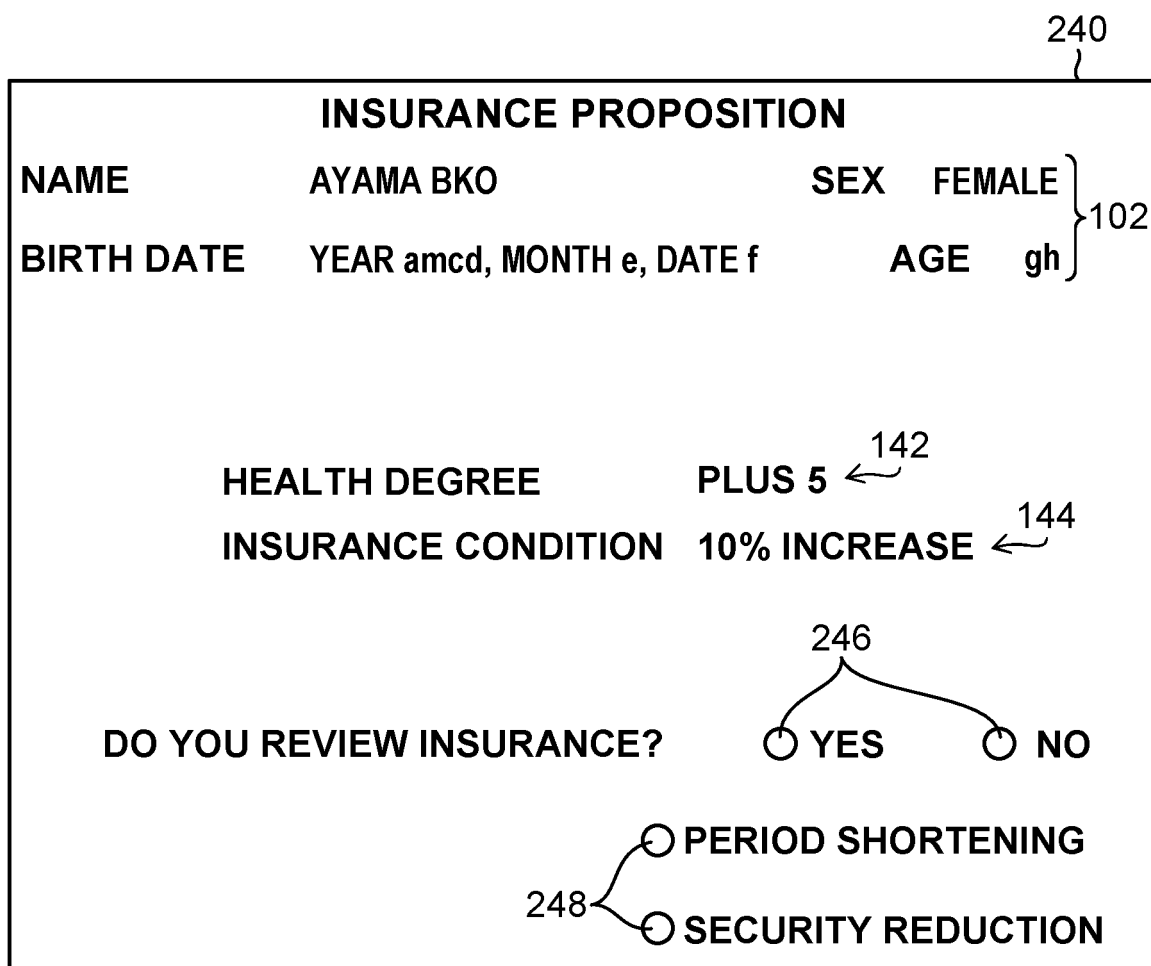 240
INSURANCE PROPOSITION
NAME AYAMA BKO SEX FEMALE
102
BIRTH DATE YEAR amcd, MONTH e, DATE f AGE gh
142
HEALTH DEGREE PLUS 5
144
INSURANCE CONDITION 10% INCREASE
246
DO YOU REVIEW INSURANCE? YES NO
PERIOD SHORTENING
248
SECURITY REDUCTION